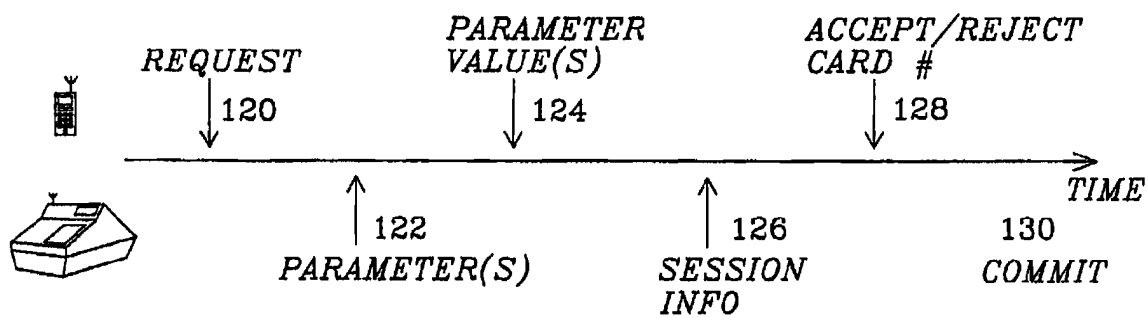 REQUEST
120
PARAMETER
VALUE(S)
124
ACCEPT/REJECT
CARD #
128
TIME
122
PARAMETER(S)
126
SESSION
INFO
130
COMMIT